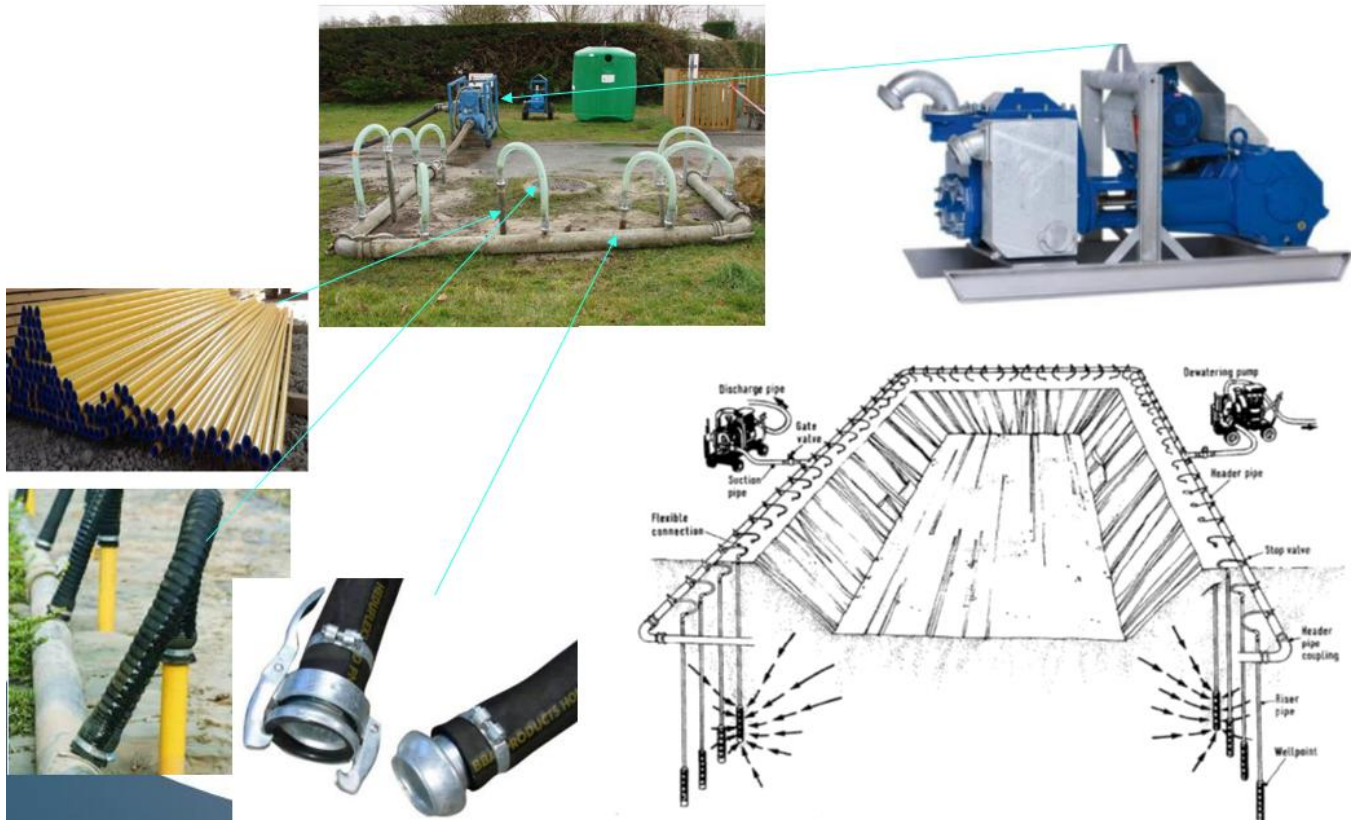 Discharge pipe
Dewatering pump
Gate
valve
Suction
pipe
Header pipe
Flexible
connection
Stop valve
Header
pipe
coupling
Riser
pipe
Wellpoint
PRODUCTS